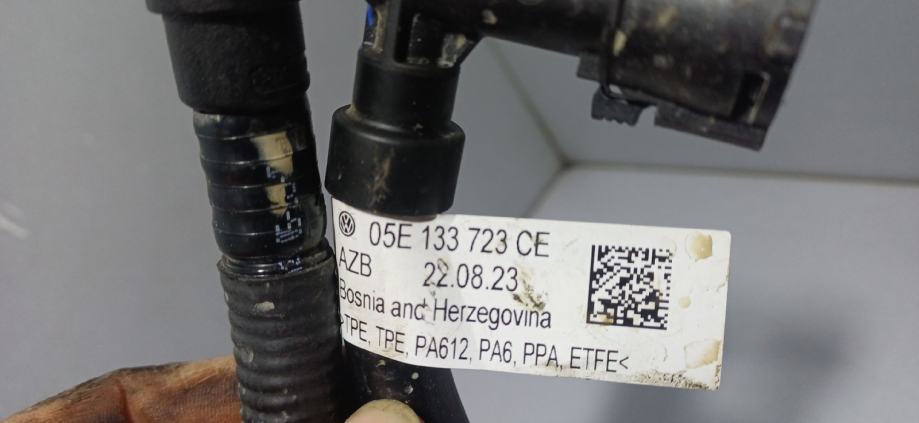 05E 133 723 CE
AZB 22.08.23
Bosnia and Herzegovina
>TPE, TPE, PA612, PA6, PPA, ETFE<